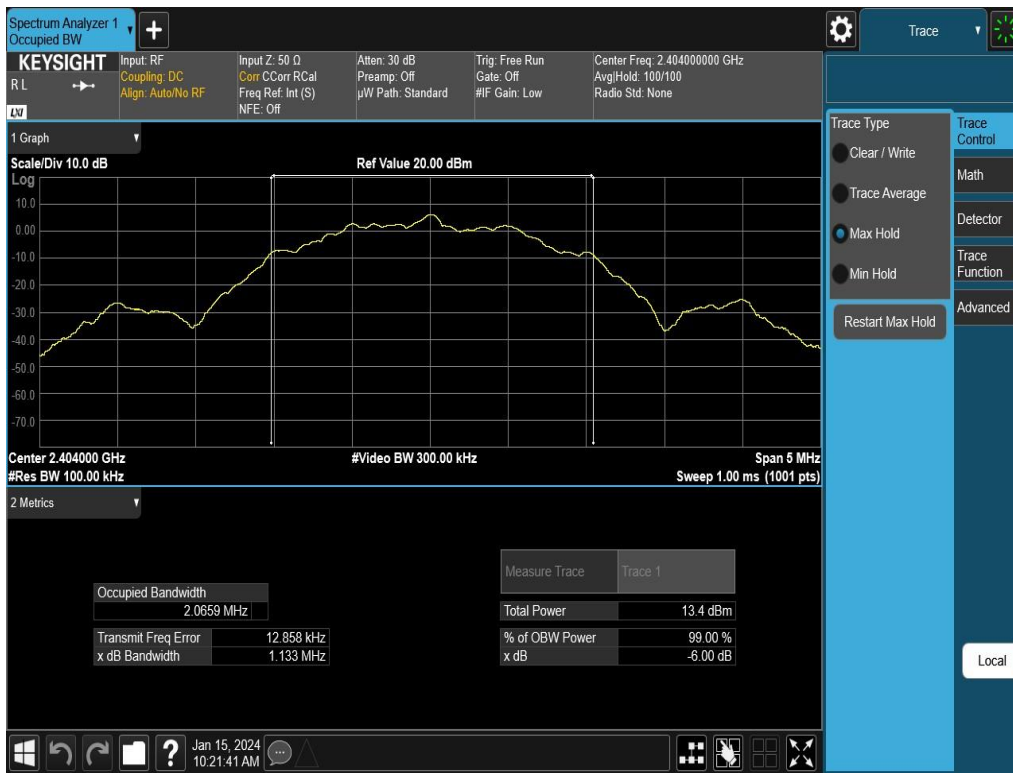 Spectrum Analyzer 1
Occupied BW
+
Trace
KEYSIGHT
R L
LXI
Input: RF
Coupling: DC
Align: Auto/No RF
Input Z: 50 Ω
Corr CCorr RCal
Freq Ref: Int (S)
NFE: Off
Atten: 30 dB
Preamp: Off
µW Path: Standard
Trig: Free Run
Gate: Off
#IF Gain: Low
Center Freq: 2.404000000 GHz
Avg|Hold: 100/100
Radio Std: None
1 Graph
Scale/Div 10.0 dB
Ref Value 20.00 dBm
Log
10.0
0.00
-10.0
-20.0
-30.0
-40.0
-50.0
-60.0
-70.0
Center 2.404000 GHz
#Video BW 300.00 kHz
Span 5 MHz
#Res BW 100.00 kHz
Sweep 1.00 ms (1001 pts)
2 Metrics
Measure Trace
Trace 1
Occupied Bandwidth
2.0659 MHz
Total Power
13.4 dBm
Transmit Freq Error
12.858 kHz
% of OBW Power
99.00 %
x dB Bandwidth
1.133 MHz
x dB
-6.00 dB
Trace Type
Clear / Write
Trace Average
Max Hold
Min Hold
Restart Max Hold
Trace
Control
Math
Detector
Trace
Function
Advanced
Local
?
Jan 15, 2024
10:21:41 AM